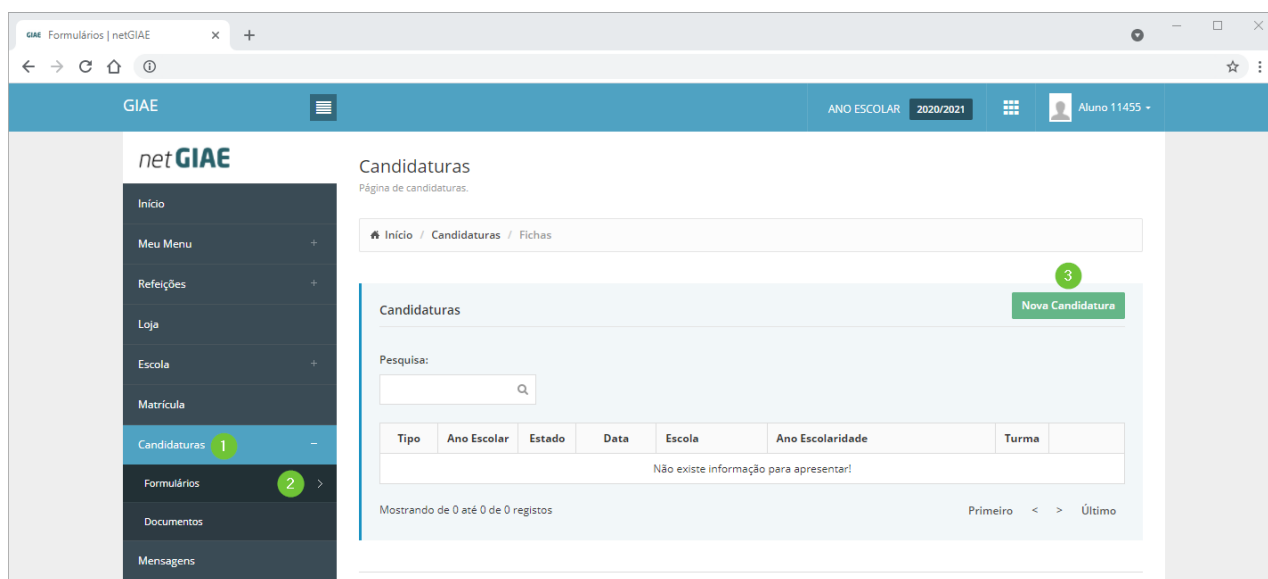 GIAE Formulários | netGIAE
GIAE
ANO ESCOLAR 2020/2021 Aluno 11455
netGIAE
Início
Meu Menu +
Refeições +
Loja
Escola +
Matrícula
Candidaturas 1 −
Formulários 2 >
Documentos
Mensagens
Candidaturas
Página de candidaturas.
Início / Candidaturas / Fichas
3
Candidaturas Nova Candidatura
Pesquisa:
Tipo Ano Escolar Estado Data Escola Ano Escolaridade Turma
Não existe informação para apresentar!
Mostrando de 0 até 0 de 0 registos Primeiro < > Último